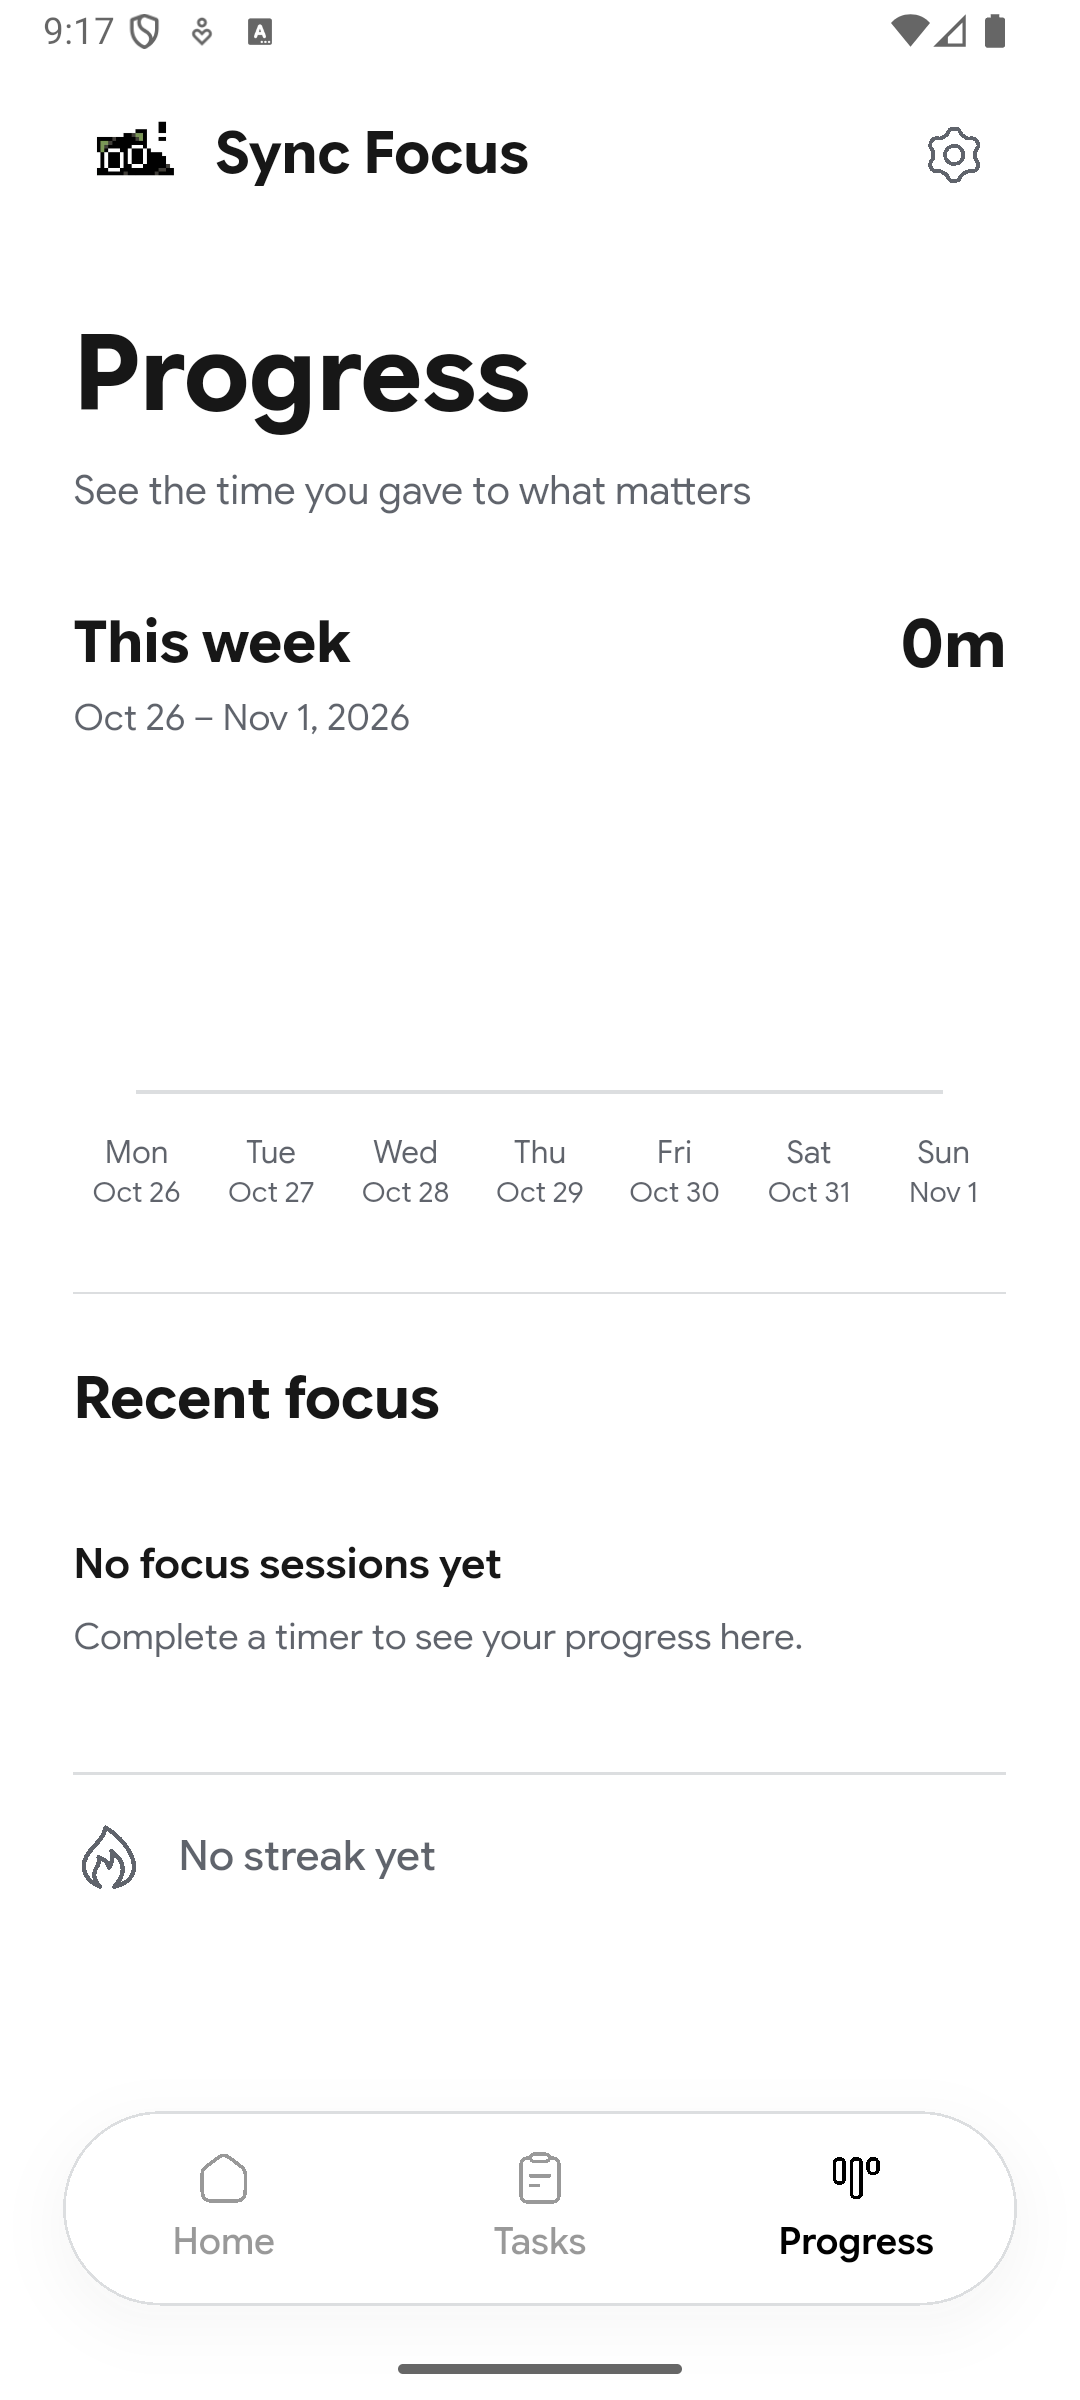 9:17
Sync Focus
Progress
See the time you gave to what matters
This week
0m
Oct 26 – Nov 1, 2026
Mon Tue Wed Thu Fri Sat Sun
Oct 26 Oct 27 Oct 28 Oct 29 Oct 30 Oct 31 Nov 1
Recent focus
No focus sessions yet
Complete a timer to see your progress here.
No streak yet
Home Tasks Progress